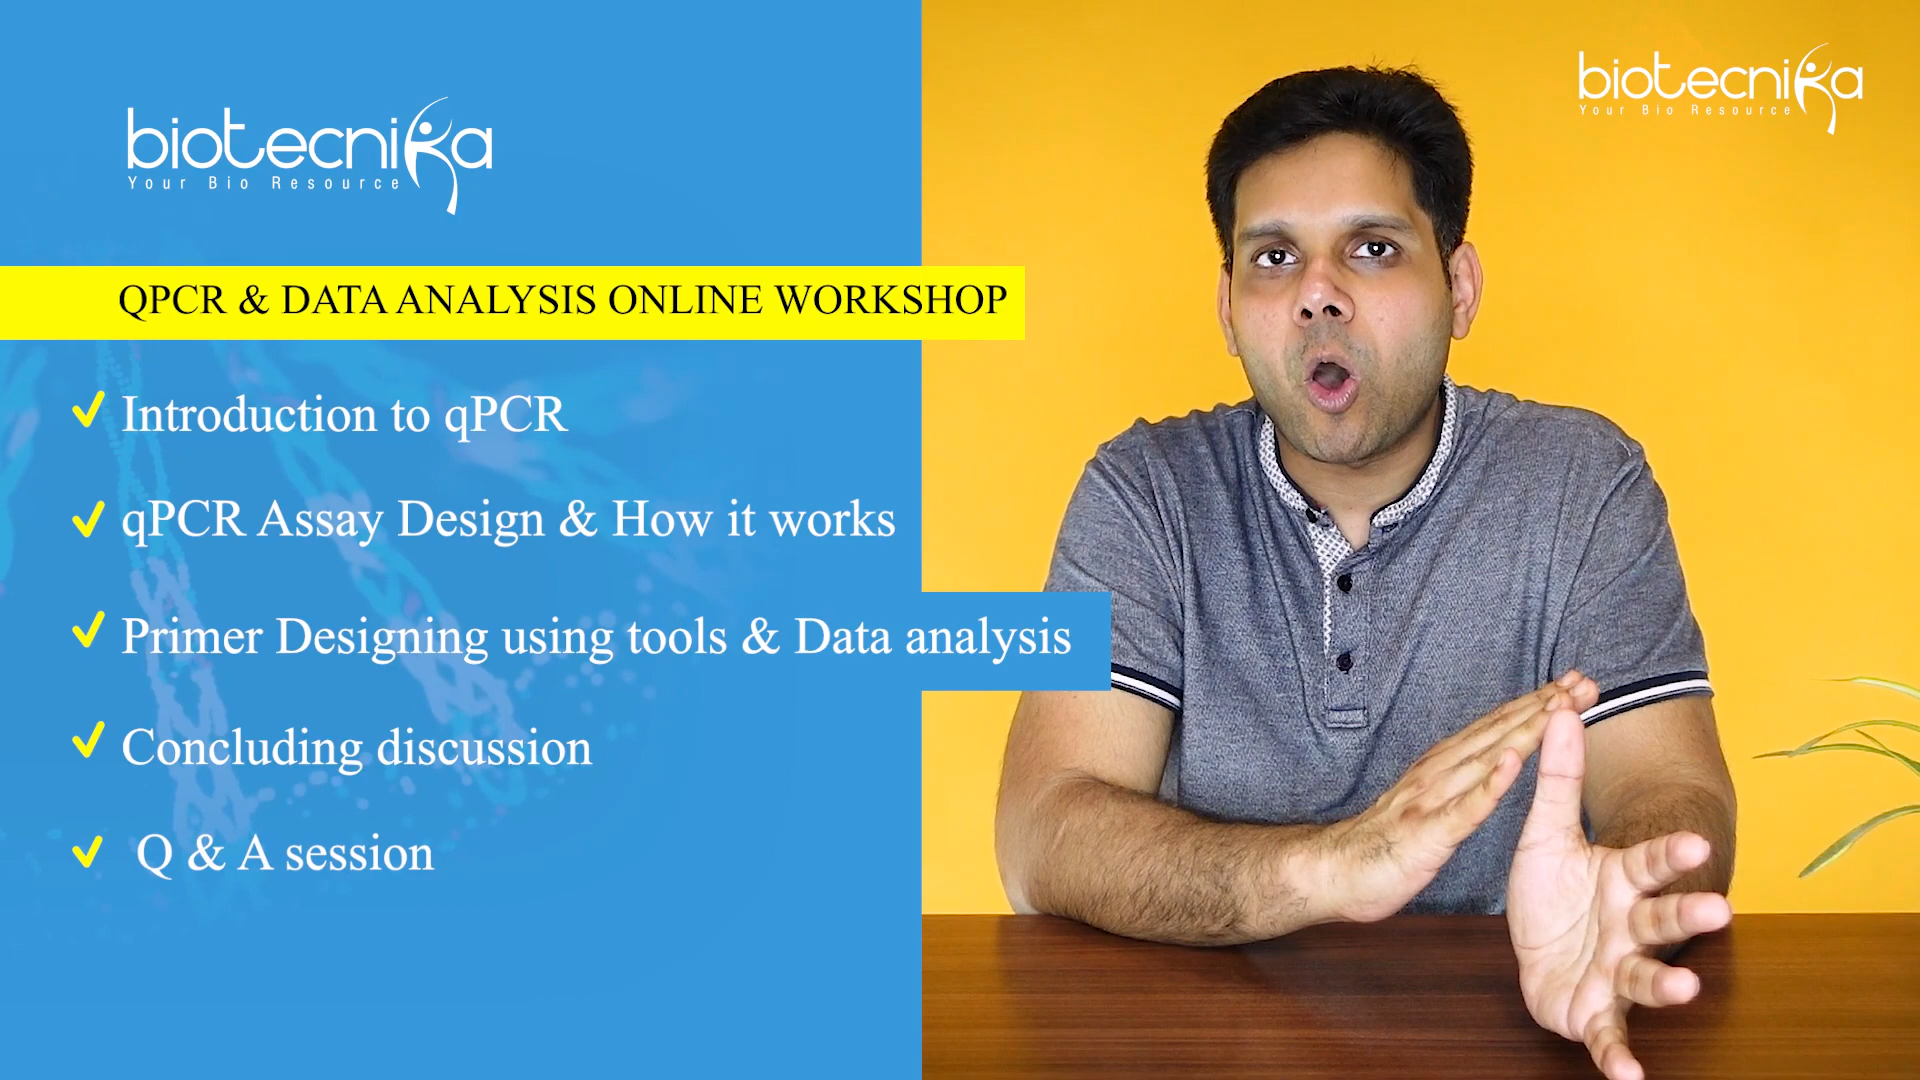 biotecnika
Your Bio Resource
biotecnika
Your Bio Resource
QPCR & DATA ANALYSIS ONLINE WORKSHOP
Introduction to qPCR
qPCR Assay Design & How it works
Primer Designing using tools & Data analysis
Concluding discussion
Q & A session